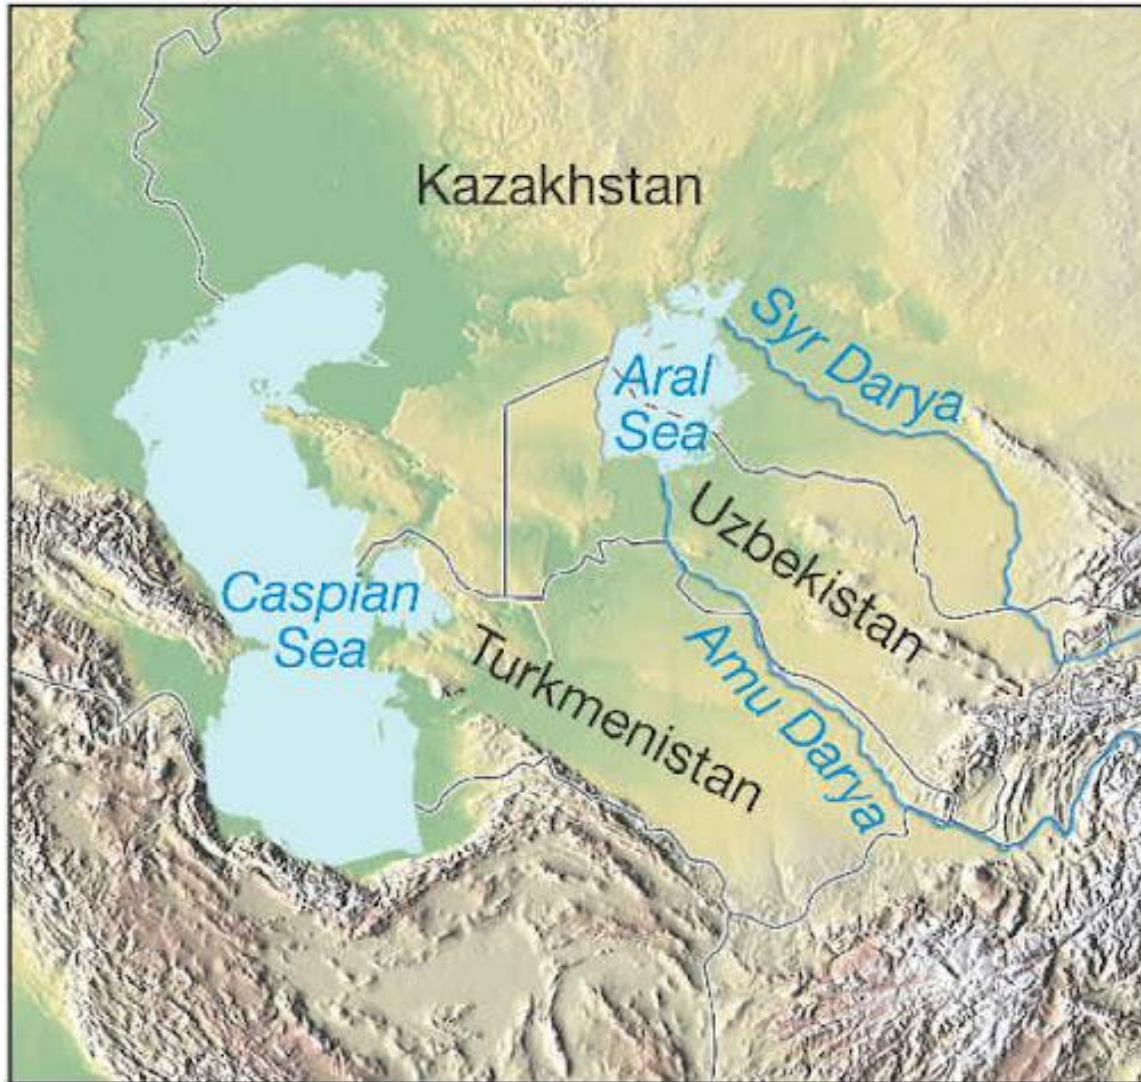 Kazakhstan
Syr Darya
Aral
Sea
Uzbekistan
Caspian
Sea
Turkmenistan
Amu Darya